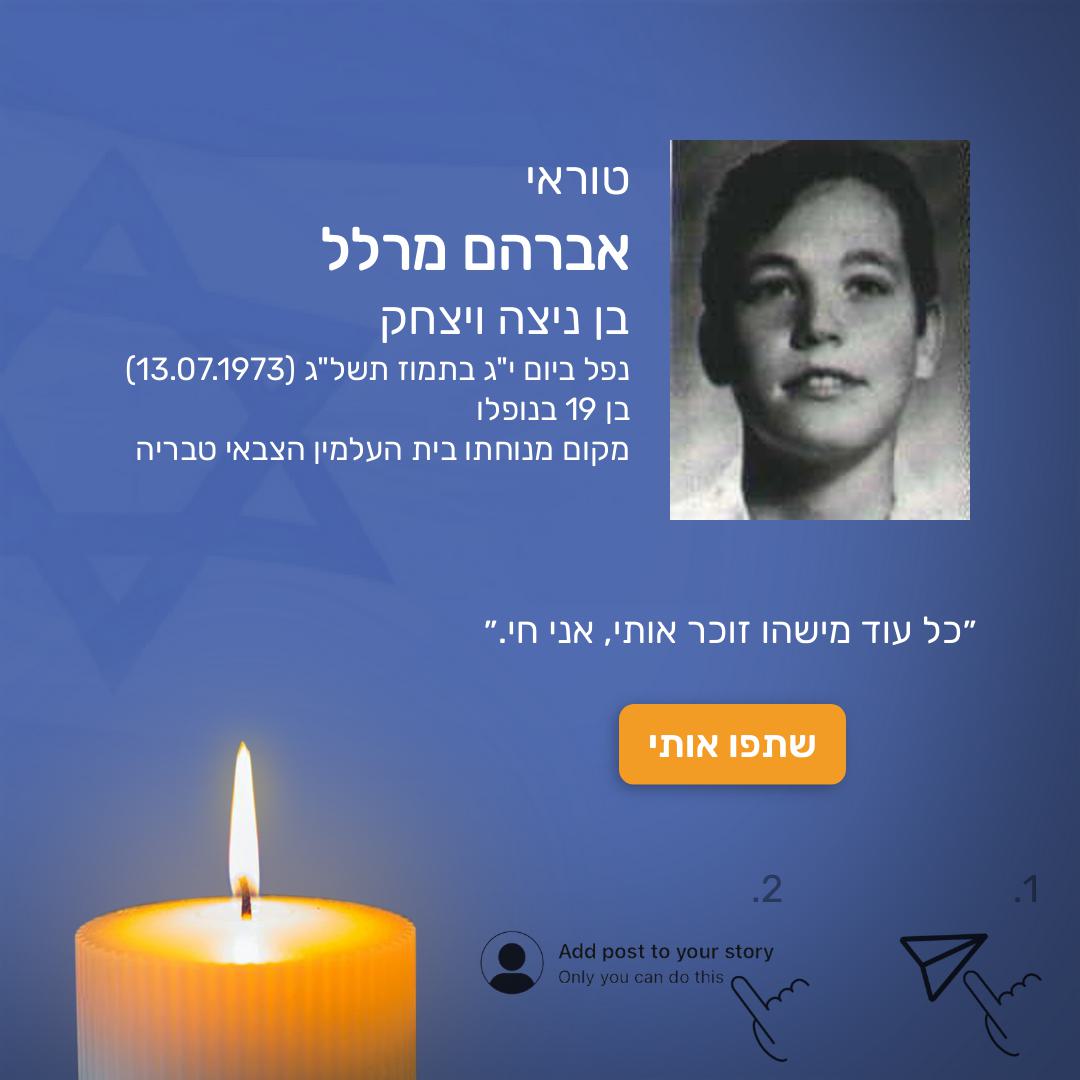 טוראי
אברהם מרלל
בן ניצה ויצחק
נפל ביום י"ג בתמוז תשל"ג (13.07.1973)
בן 19 בנופלו
מקום מנוחתו בית העלמין הצבאי טבריה
״כל עוד מישהו זוכר אותי, אני חי.״
שתפו אותי
1.
2.
Add post to your story
Only you can do this